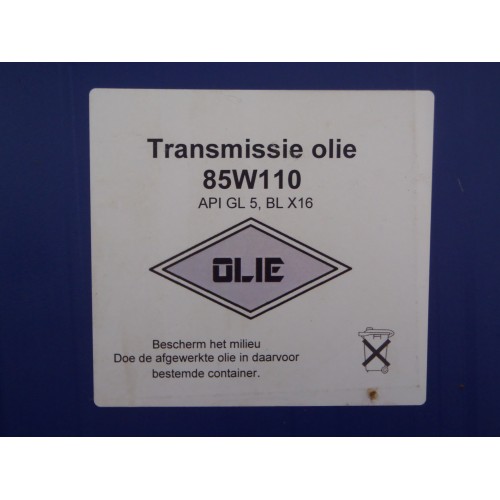 Transmissie olie
85W110
API GL 5, BL X16
OLIE
Bescherm het milieu
Doe de afgewerkte olie in daarvoor
bestemde container.